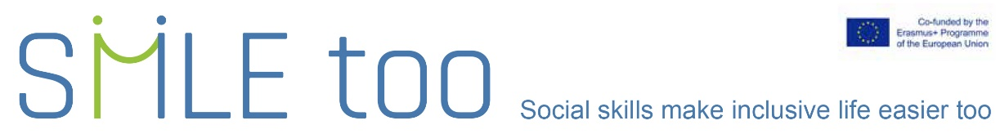 SMILE too
Co-funded by the
Erasmus+ Programme
of the European Union
Social skills make inclusive life easier too